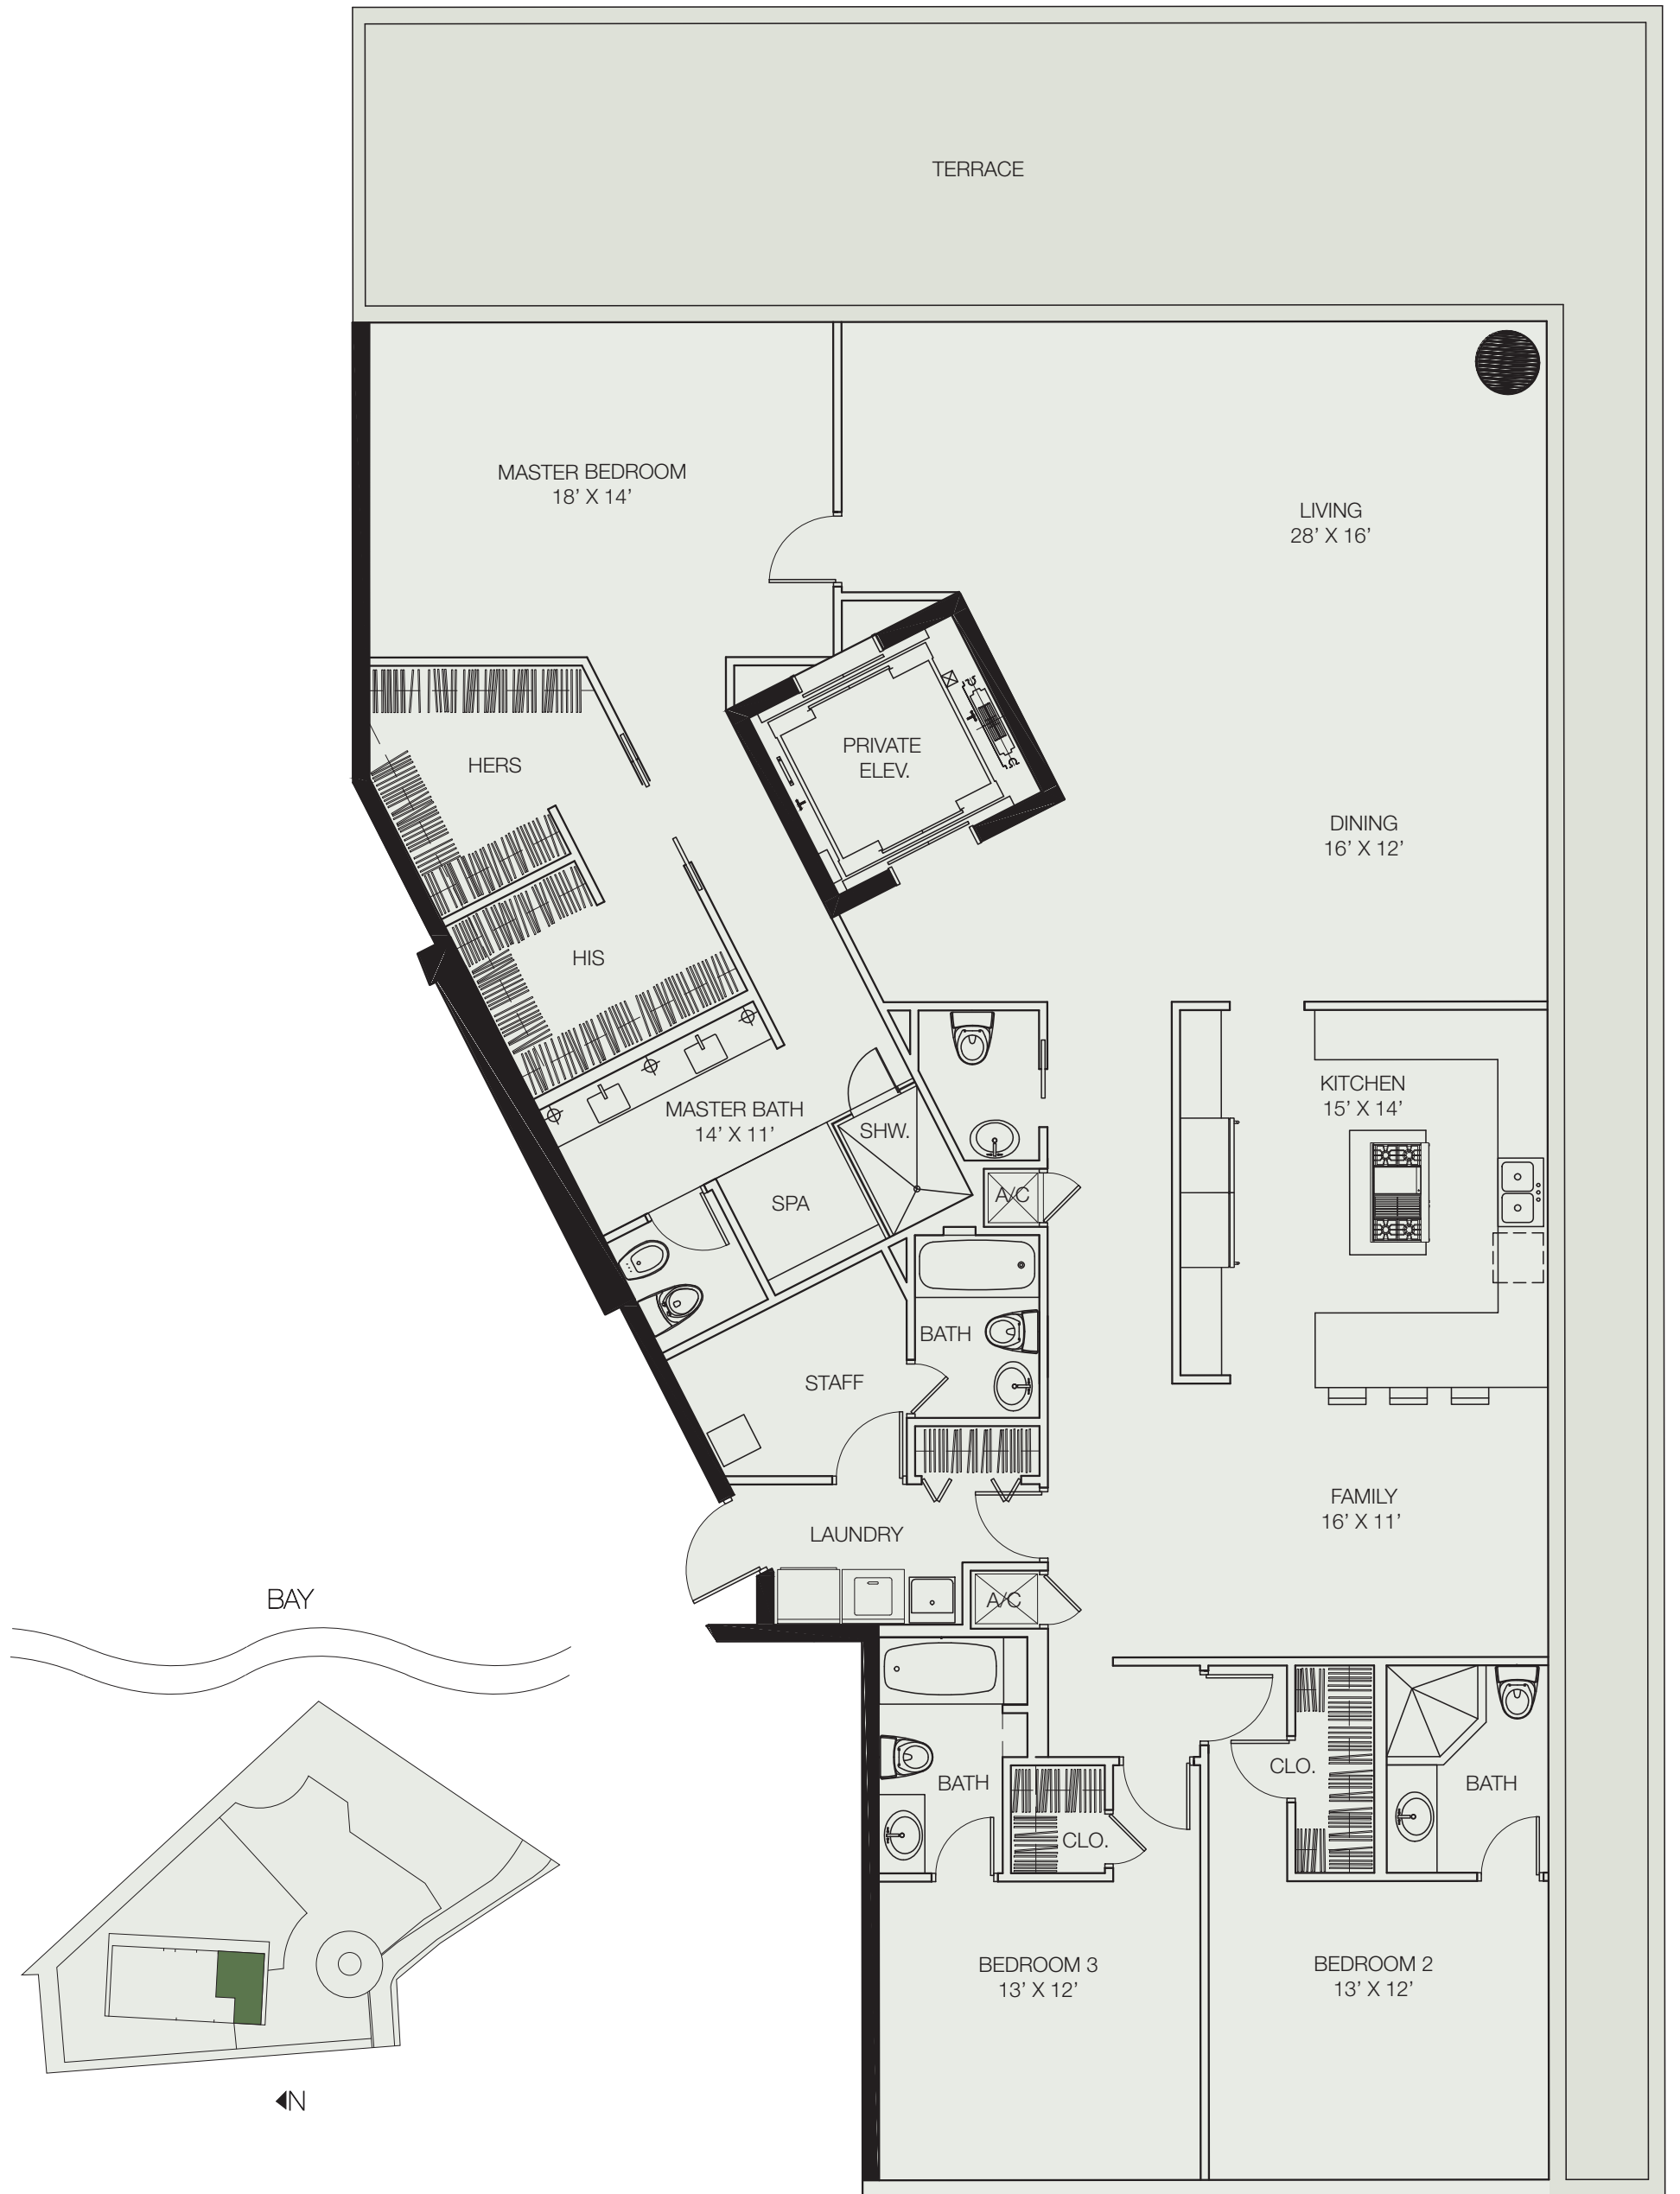 TERRACE
MASTER BEDROOM
18’ X 14’
LIVING
28’ X 16’
HERS
PRIVATE
ELEV.
DINING
16’ X 12’
HIS
MASTER BATH
14’ X 11’
SHW.
KITCHEN
15’ X 14’
SPA
A/C
BATH
STAFF
FAMILY
16’ X 11’
LAUNDRY
A/C
BAY
BATH
CLO.
CLO.
BATH
BEDROOM 3
13’ X 12’
BEDROOM 2
13’ X 12’
N